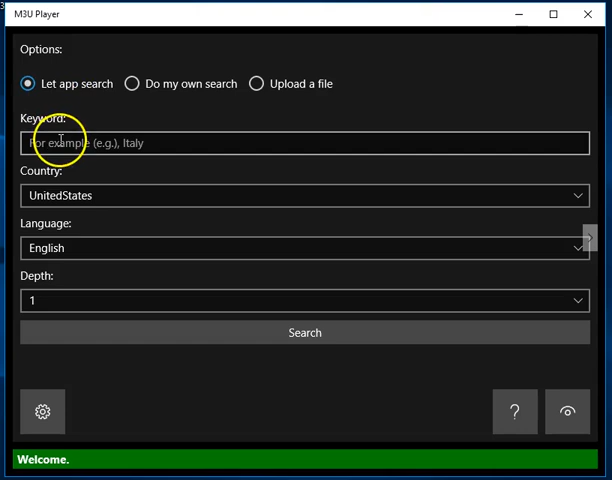 M3U Player
Options:
Let app search Do my own search Upload a file
Keyword:
For example (e.g.), Italy
Country:
UnitedStates
Language:
English
Depth:
1
Search
?
Welcome.